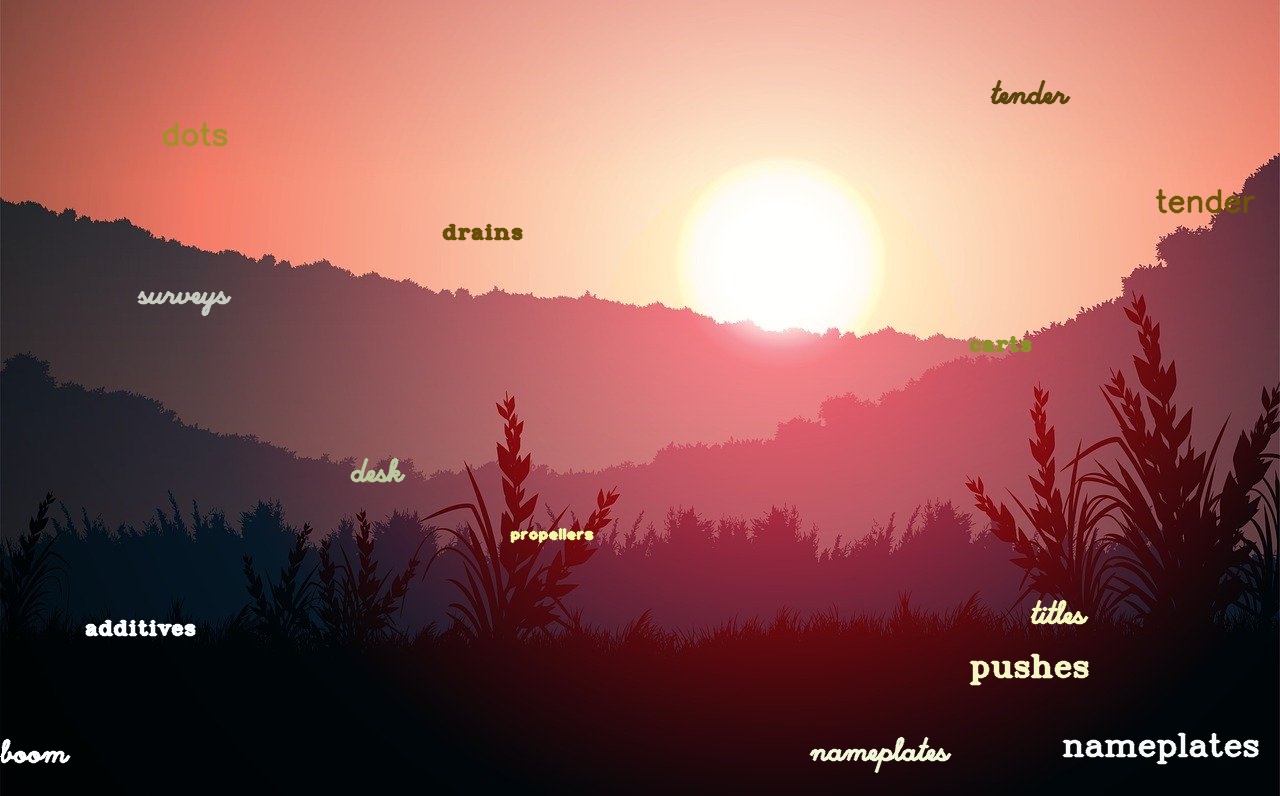 tender
dots
tender
drains
surveys
carts
desk
propellers
titles
additives
pushes
nameplates
boom
nameplates